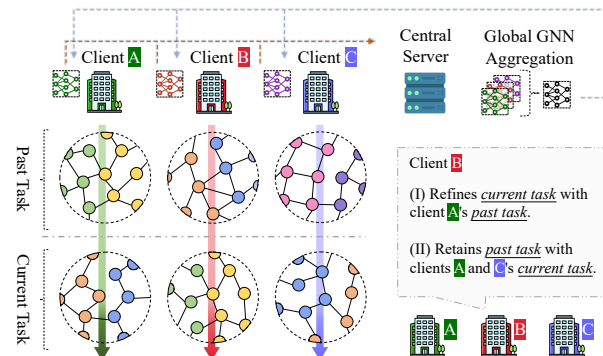 Client A
Client B
Client C
Central
Server
Global GNN
Aggregation
Past Task
Current Task
Client B
(I) Refines current task with
client A's past task.
(II) Retains past task with
clients A and C's current task.
A
B
C